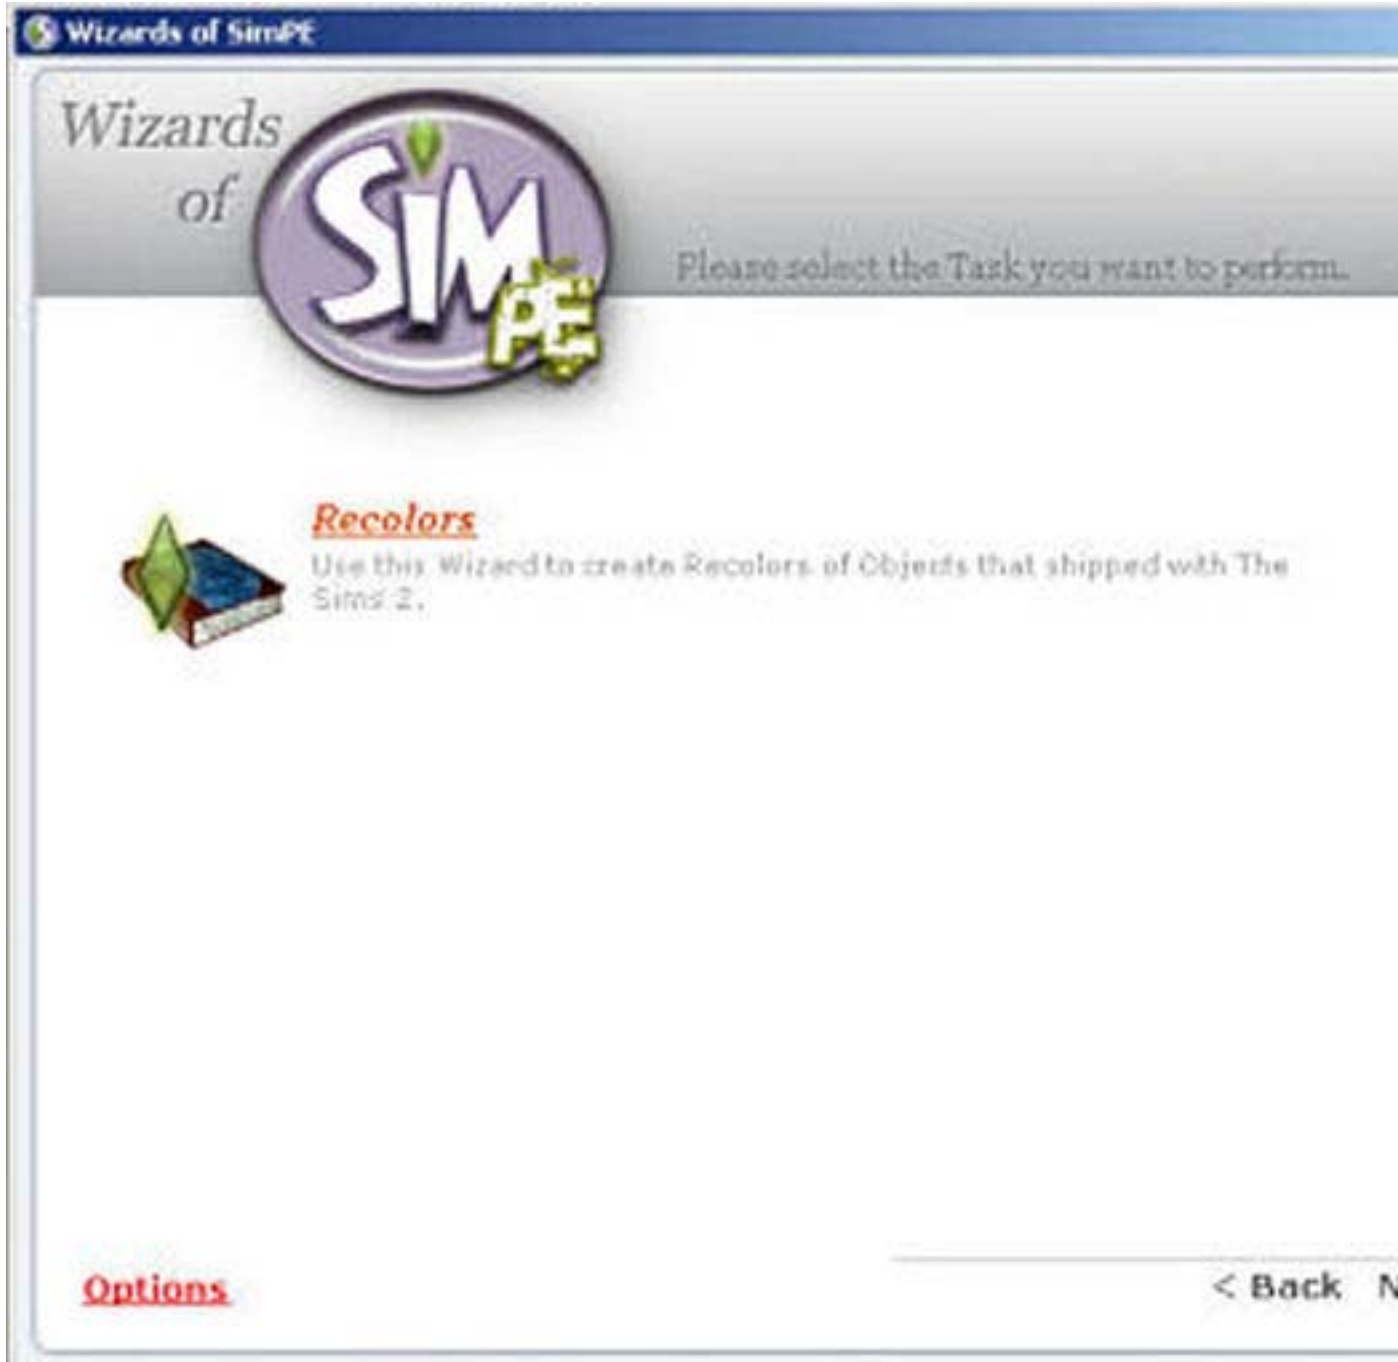 Wizards of SimPE
Wizards
of
SiM
PE
Please select the Task you want to perform.
Recolors
Use this Wizard to create Recolors of Objects that shipped with The
Sims 2.
Options
< Back N